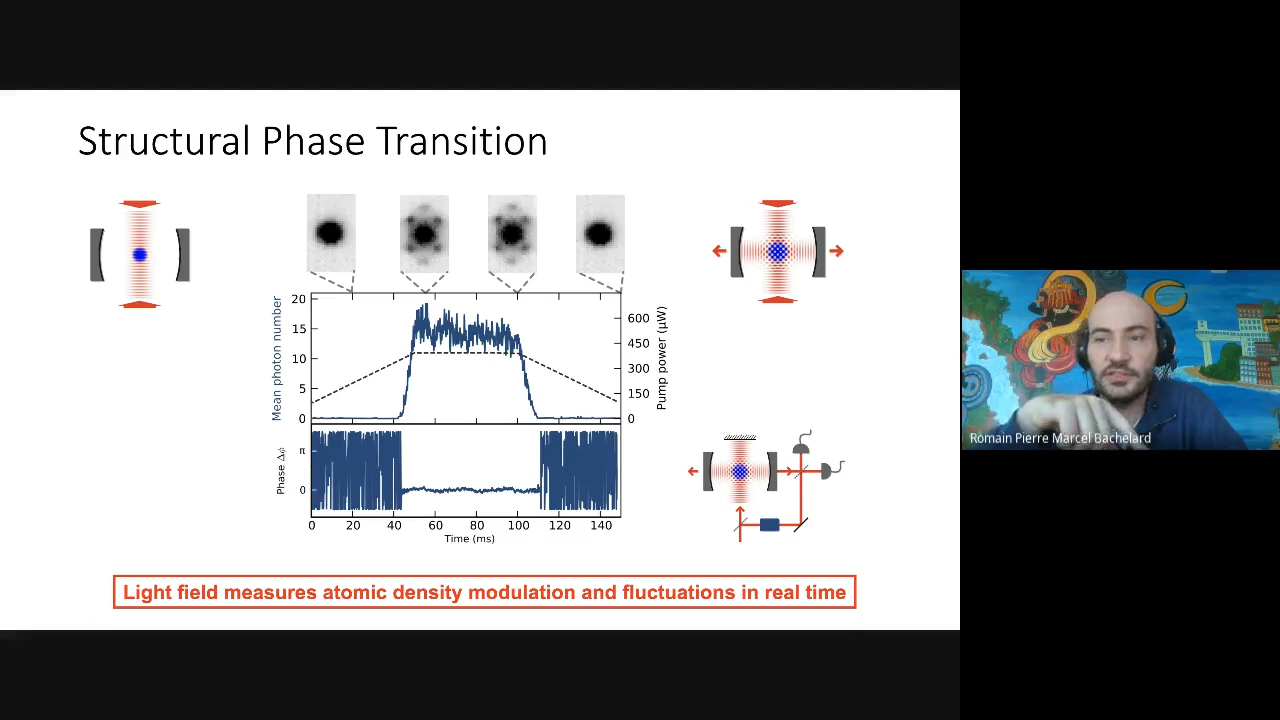 Structural Phase Transition
Mean photon number
20
15
10
5
0
600
450
300
150
0
Pump power (μW)
Phase Δφ
π
0
0 20 40 60 80 100 120 140
Time (ms)
Light field measures atomic density modulation and fluctuations in real time
Romain Pierre Marcel Bachelard